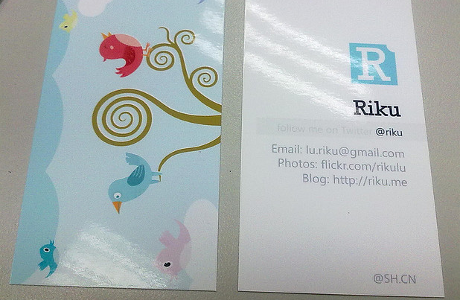 R
Riku
follow me on Twitter @riku
Email: lu.riku@gmail.com
Photos: flickr.com/rikulu
Blog: http://riku.me
@SH.CN